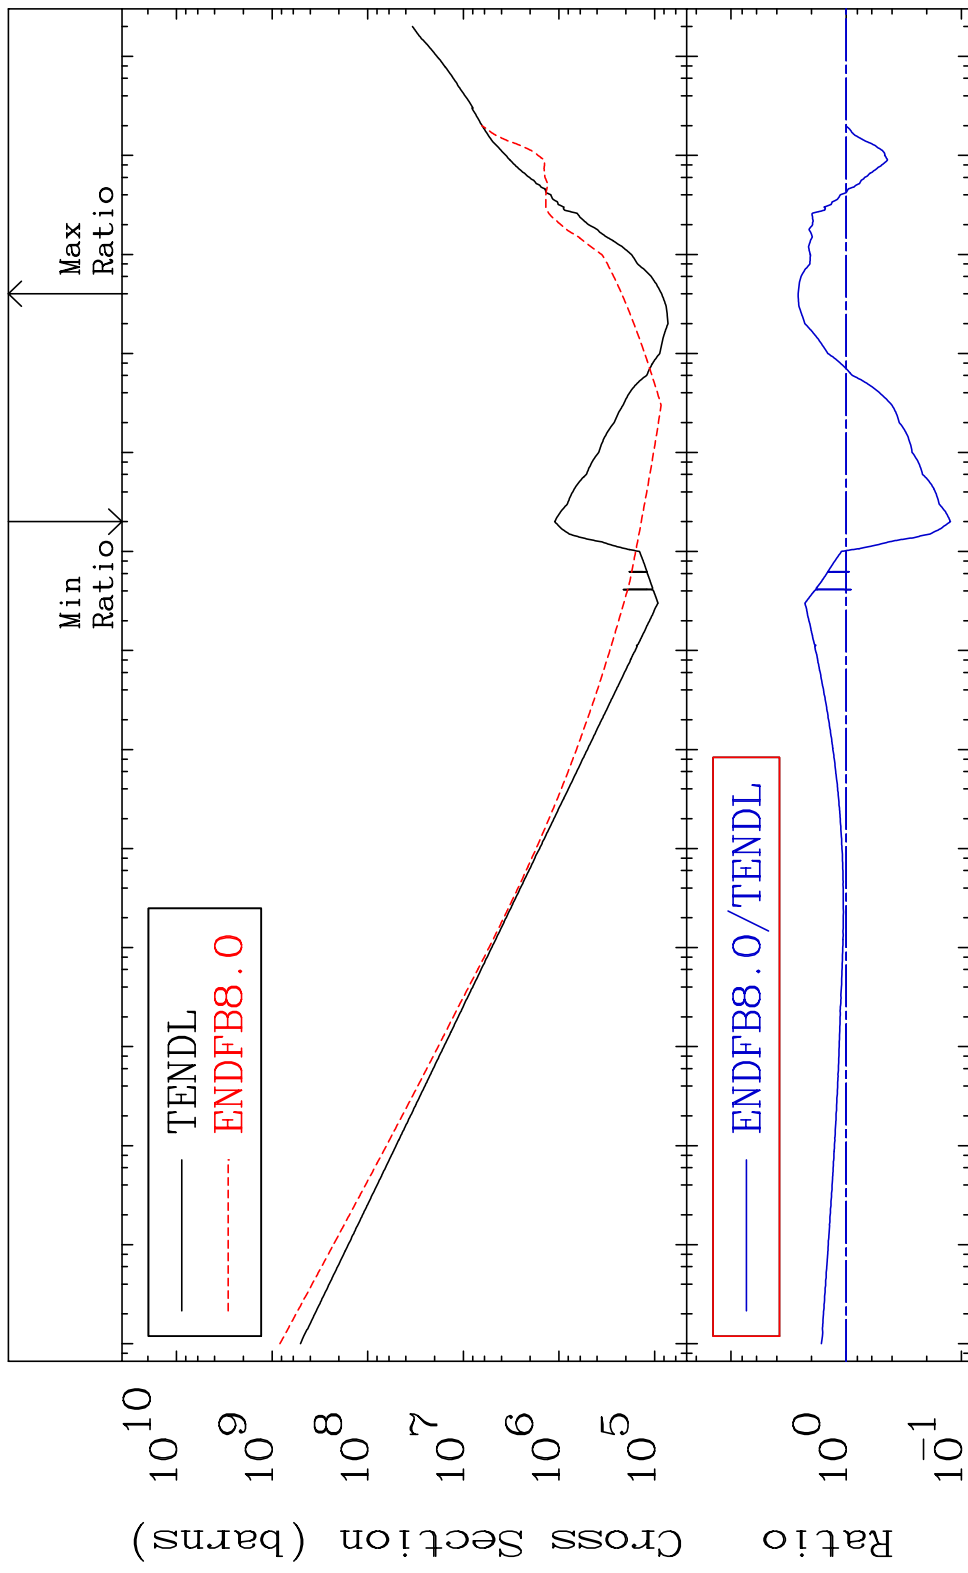 Min
Ratio
Max
Ratio
TENDL
ENDFB8.0
10^10
10^9
10^8
10^7
10^6
10^5
Cross Section (barns)
ENDFB8.0/TENDL
10^0
10^-1
Ratio